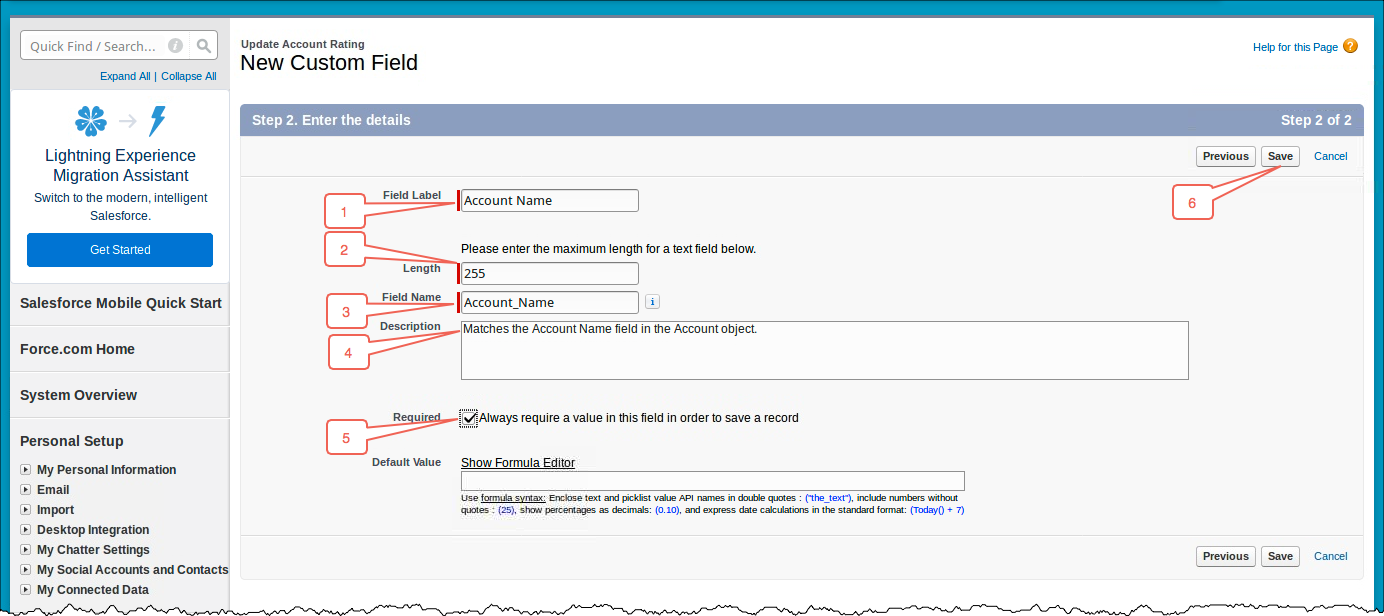 Quick Find / Search...
Expand All | Collapse All
Lightning Experience
Migration Assistant
Switch to the modern, intelligent
Salesforce.
Get Started
Salesforce Mobile Quick Start
Force.com Home
System Overview
Personal Setup
My Personal Information
Email
Import
Desktop Integration
My Chatter Settings
My Social Accounts and Contacts
My Connected Data
Update Account Rating
New Custom Field
Help for this Page ?
Step 2. Enter the details
Step 2 of 2
Previous Save Cancel
6
1
Field Label
Account Name
2
Please enter the maximum length for a text field below.
Length
255
3
Field Name
Account_Name
i
4
Description
Matches the Account Name field in the Account object.
5
Required
Always require a value in this field in order to save a record
Default Value
Show Formula Editor
Use formula syntax: Enclose text and picklist value API names in double quotes : ("the_text"), include numbers without
quotes : (25), show percentages as decimals: (0.10), and express date calculations in the standard format: (Today() + 7)
Previous Save Cancel